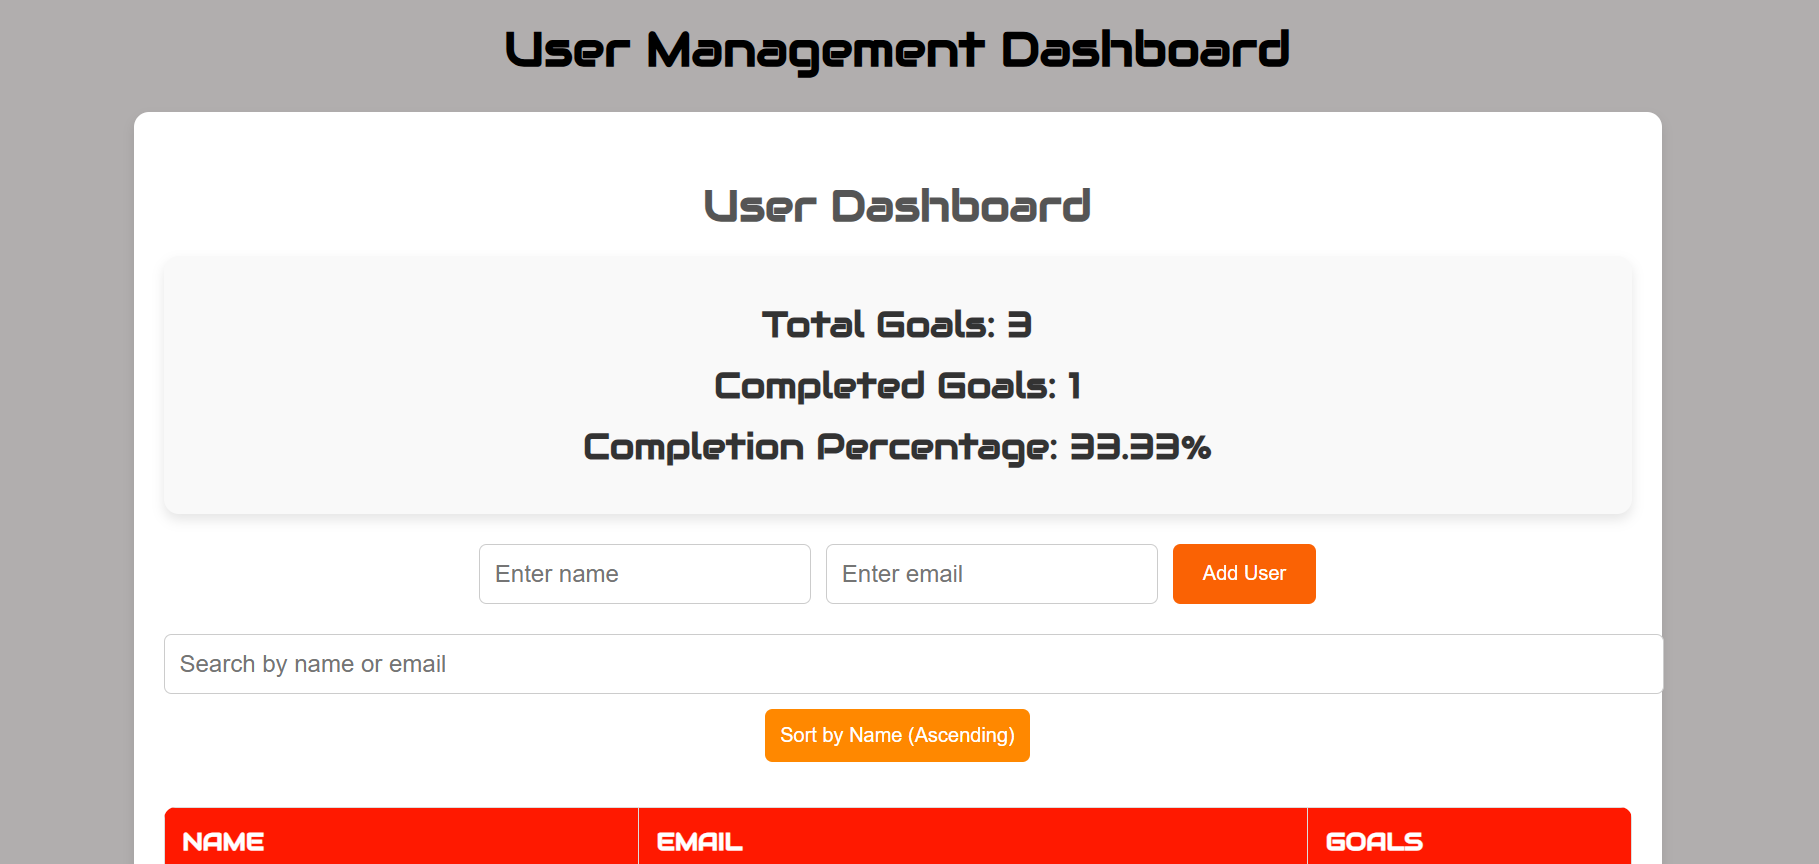 User Management Dashboard
User Dashboard
Total Goals: 3
Completed Goals: 1
Completion Percentage: 33.33%
Enter name Enter email Add User
Search by name or email
Sort by Name (Ascending)
NAME EMAIL GOALS